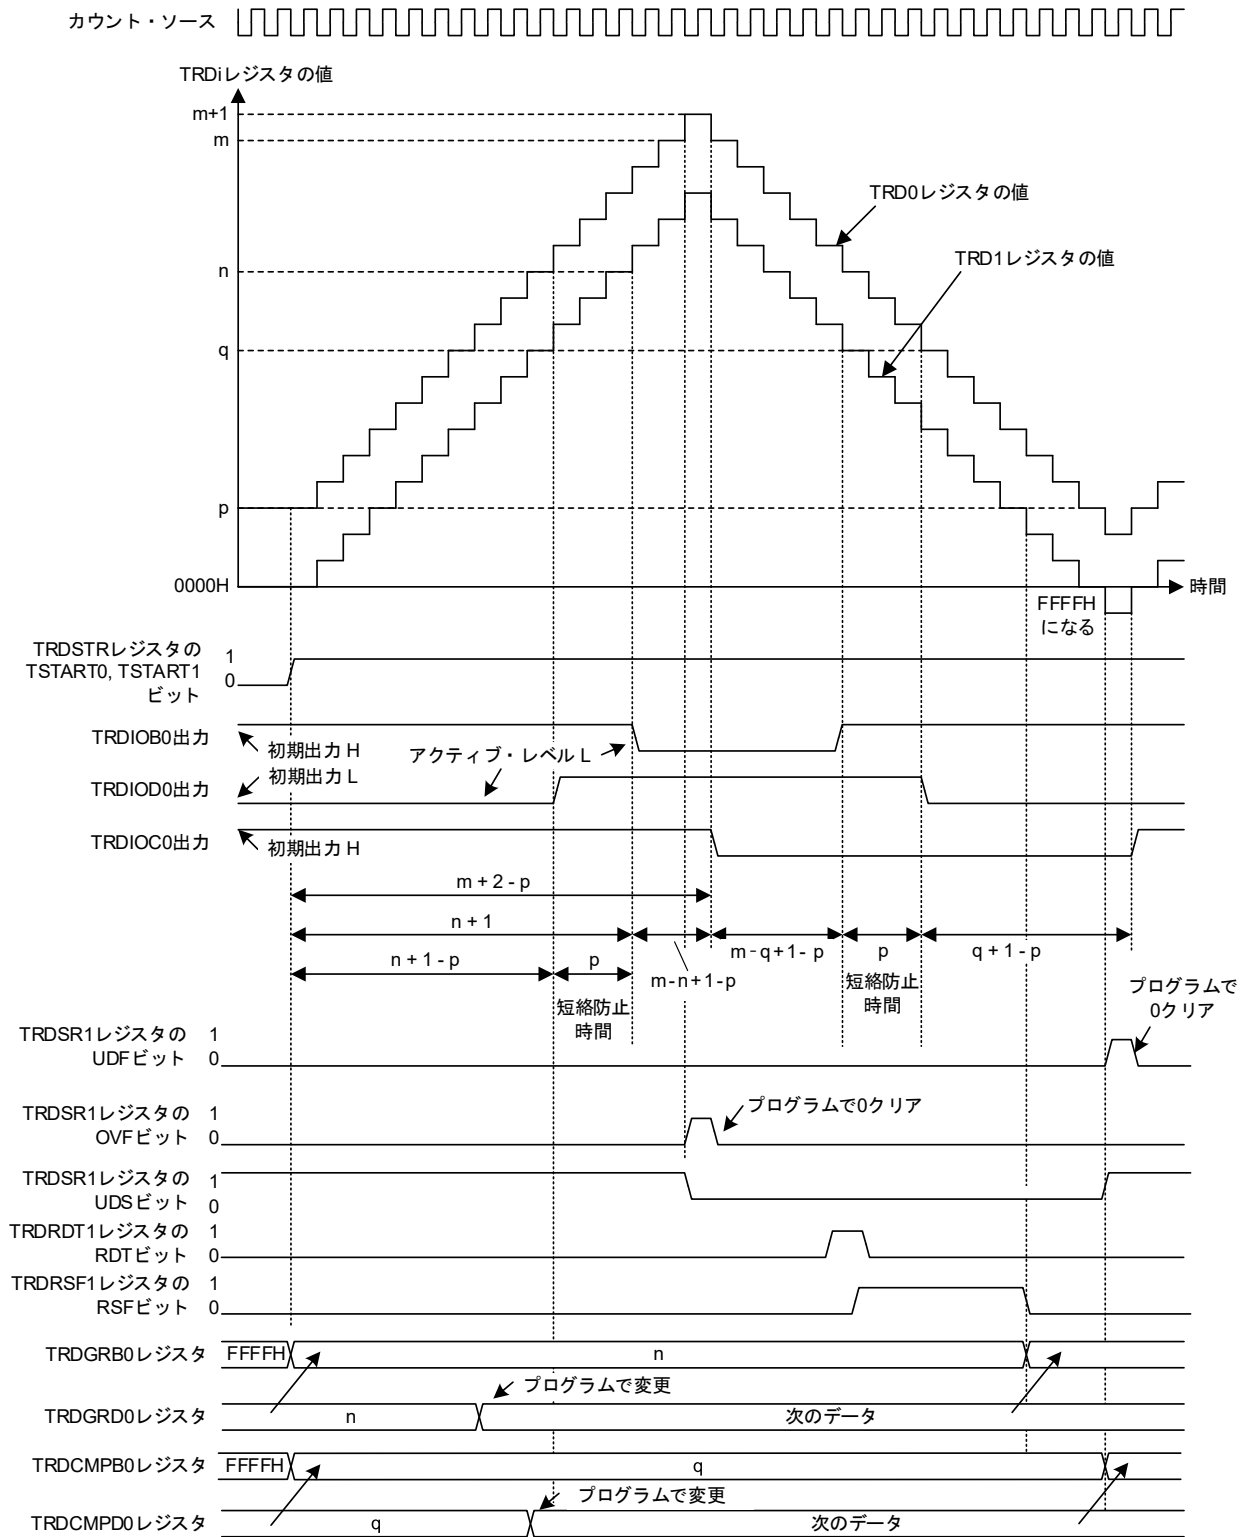 カウント・ソース
TRDiレジスタの値
m+1
m
TRD0レジスタの値
TRD1レジスタの値
n
q
p
0000H
時間
FFFFH
になる
TRDSTRレジスタの
TSTART0, TSTART1
ビット
1
0
TRDIOB0出力
初期出力 H
アクティブ・レベル L
初期出力 L
TRDIOD0出力
TRDIOC0出力
初期出力 H
m + 2 - p
n + 1
n + 1 - p
p
短絡防止
時間
m-n+1-p
m-q+1- p
p
短絡防止
時間
q + 1 - p
プログラムで
0クリア
TRDSR1レジスタの
UDFビット
1
0
TRDSR1レジスタの
OVFビット
1
0
プログラムで0クリア
TRDSR1レジスタの
UDSビット
1
0
TRDRDT1レジスタの
RDTビット
1
0
TRDRSF1レジスタの
RSFビット
1
0
TRDGRB0レジスタ
FFFFH
n
プログラムで変更
TRDGRD0レジスタ
n
次のデータ
TRDCMPB0レジスタ
FFFFH
q
プログラムで変更
TRDCMPD0レジスタ
q
次のデータ